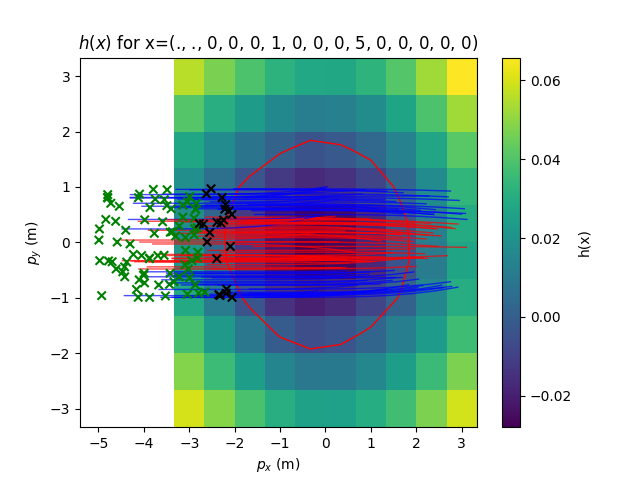 h(x) for x=(., ., 0, 0, 0, 1, 0, 0, 0, 5, 0, 0, 0, 0, 0)
3
2
1
0
−1
−2
−3
p_y (m)
−5 −4 −3 −2 −1 0 1 2 3
p_x (m)
0.06
0.04
0.02
0.00
−0.02
h(x)